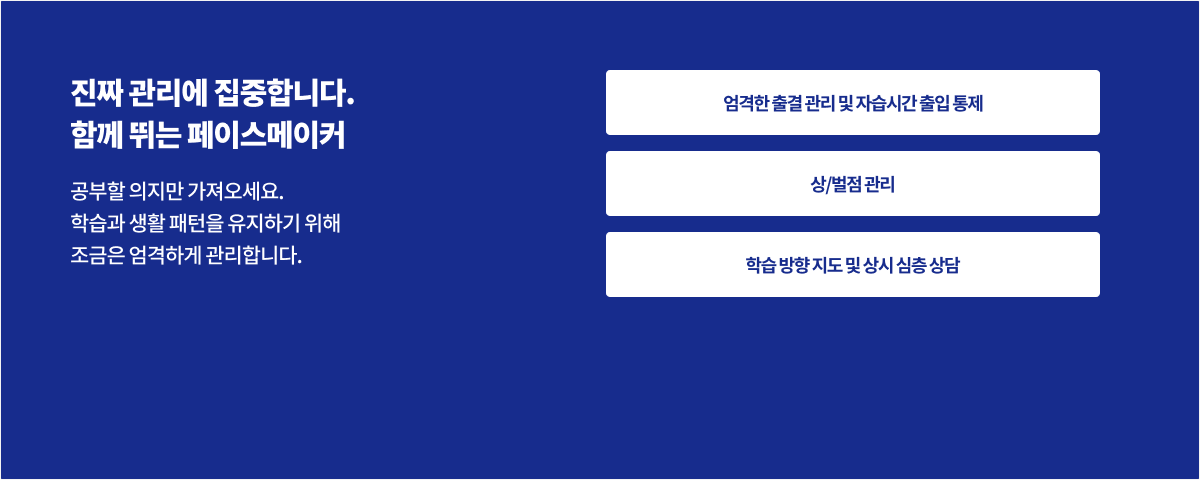 진짜 관리에 집중합니다.
함께 뛰는 페이스메이커
공부할 의지만 가져오세요.
학습과 생활 패턴을 유지하기 위해
조금은 엄격하게 관리합니다.
엄격한 출결 관리 및 자습시간 출입 통제
상/벌점 관리
학습 방향 지도 및 상시 심층 상담